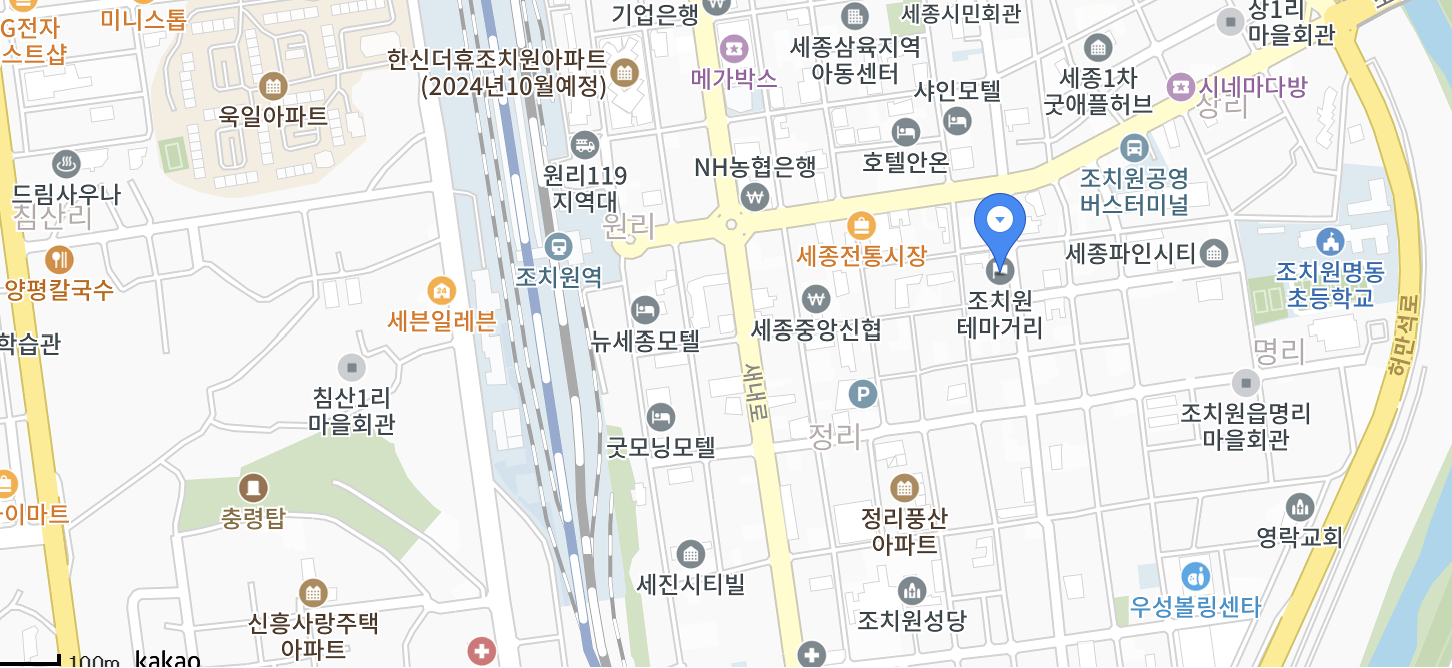 기업은행
세종시민회관
상1리
마을회관
미니스톱
G전자
스트샵
한신더휴조치원아파트
(2024년10월예정)
메가박스
세종삼육지역
아동센터
세종1차
굿애플허브
시네마다방
상리
욱일아파트
샤인모텔
호텔안온
NH농협은행
원리119
지역대
조치원공영
버스터미널
드림사우나
침산리
원리
세종전통시장
세종파인시티
조치원명동
초등학교
조치원역
양평칼국수
세븐일레븐
뉴세종모텔
세종중앙신협
조치원
테마거리
학습관
명리
허만석로
침산1리
마을회관
새내로
P
조치원읍명리
마을회관
굿모닝모텔
정리
이마트
충령탑
정리풍산
아파트
영락교회
세진시티빌
우성볼링센타
조치원성당
신흥사랑주택
아파트
100m
kakao